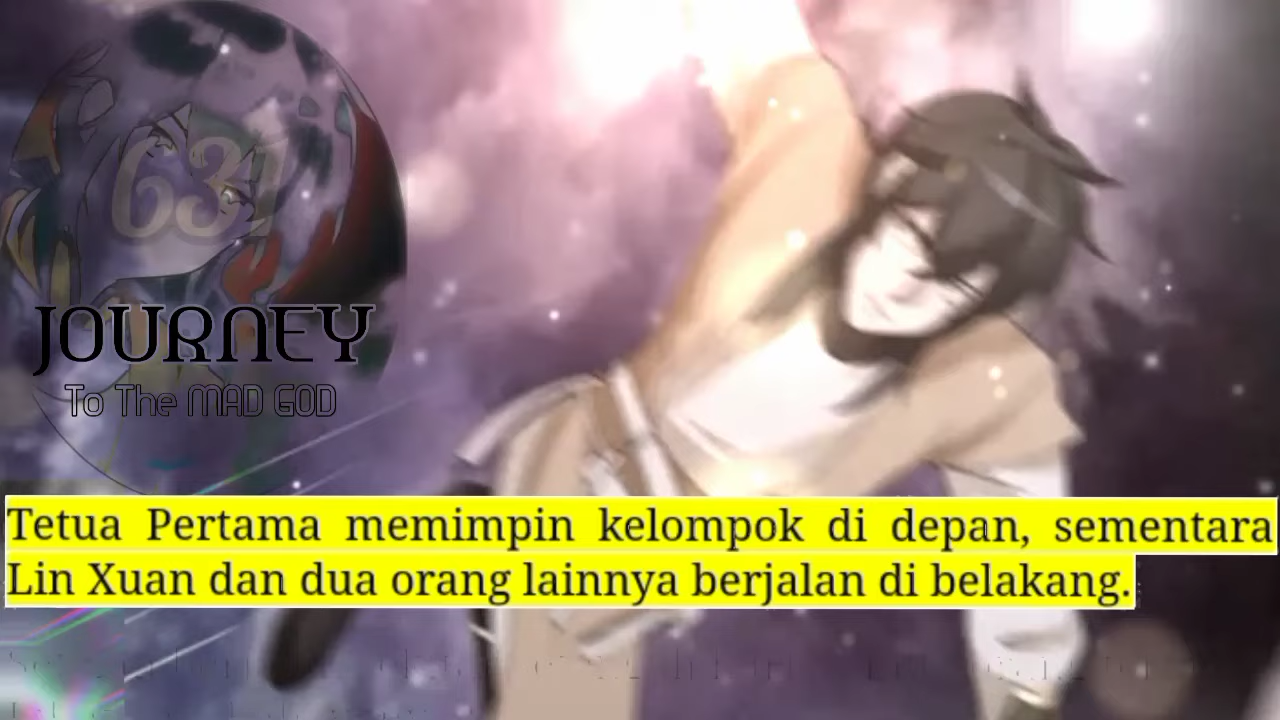 631
JOURNEY
To The MAD GOD
Tetua Pertama memimpin kelompok di depan, sementara
Lin Xuan dan dua orang lainnya berjalan di belakang.